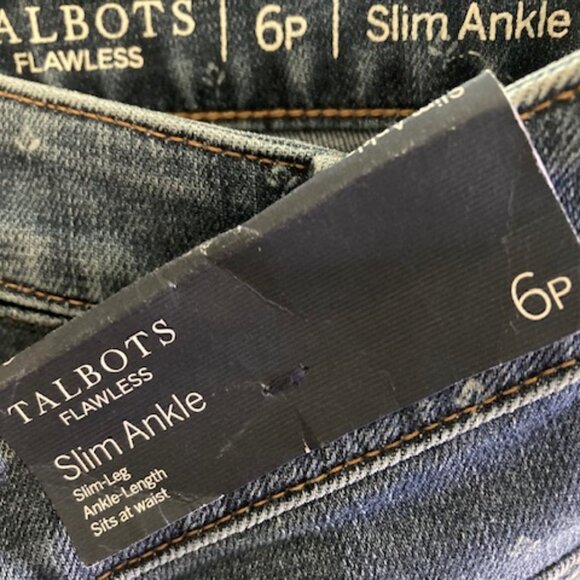 TALBOTS
FLAWLESS
6P
Slim Ankle
TALBOTS
FLAWLESS
Slim Ankle
Slim-Leg
Ankle-Length
Sits at waist
6P